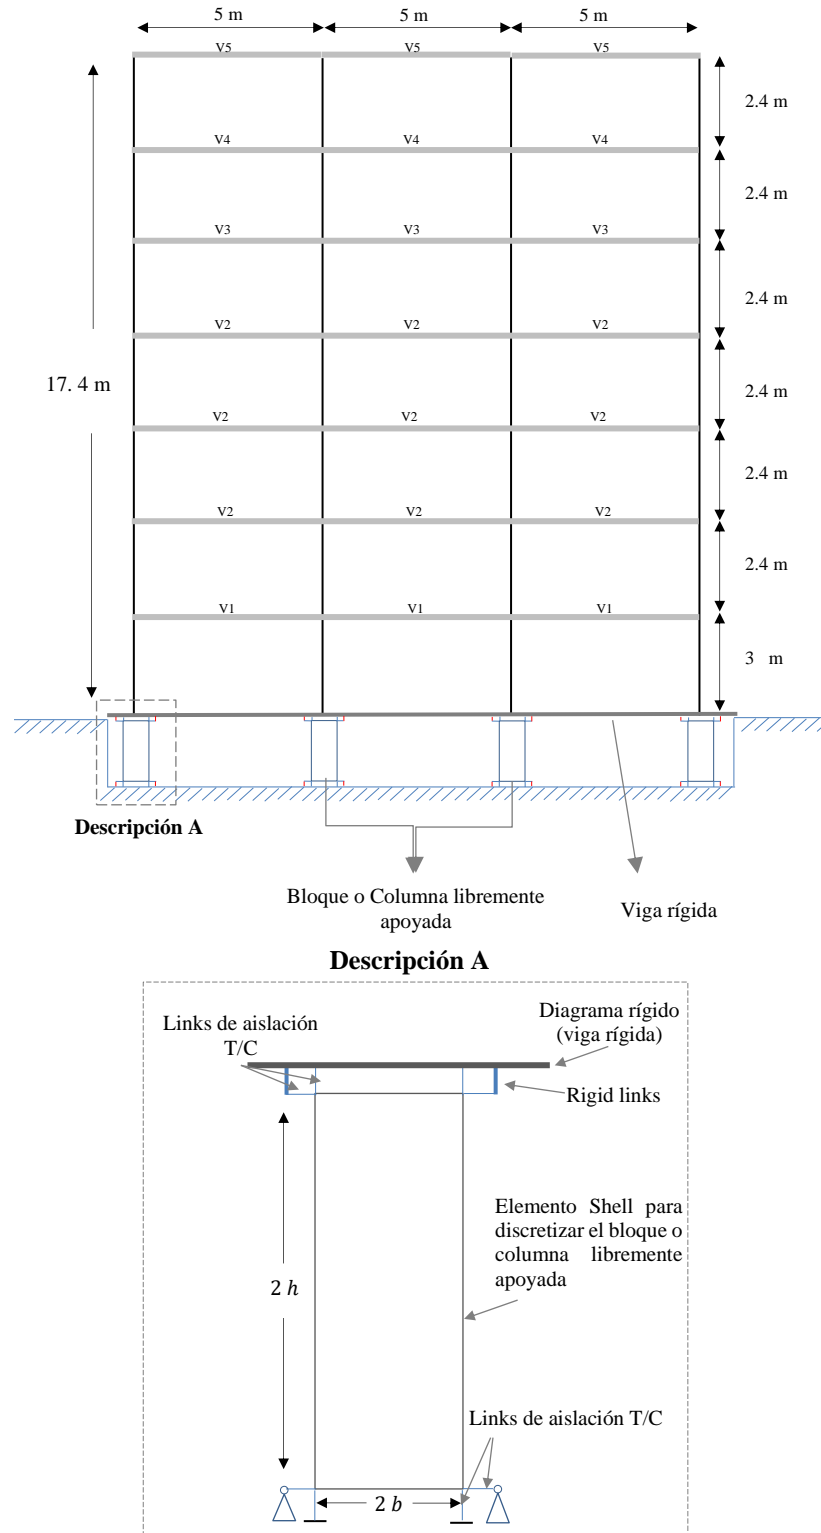 5 m 5 m 5 m
V5 V5 V5
2.4 m
V4 V4 V4
2.4 m
V3 V3 V3
2.4 m
V2 V2 V2
17. 4 m
2.4 m
V2 V2 V2
2.4 m
V2 V2 V2
2.4 m
V1 V1 V1
3 m
Descripción A
Bloque o Columna libremente
apoyada
Viga rígida
Descripción A
Links de aislación
T/C
Diagrama rígido
(viga rígida)
Rigid links
Elemento Shell para
discretizar el bloque o
columna libremente
apoyada
2 h
Links de aislación T/C
2 b